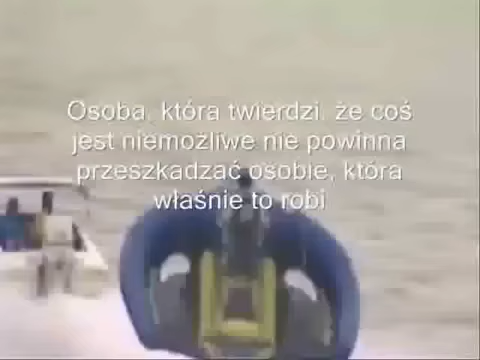 Osoba, która twierdzi, że coś
jest niemożliwe nie powinna
przeszkadzać osobie, która
właśnie to robi